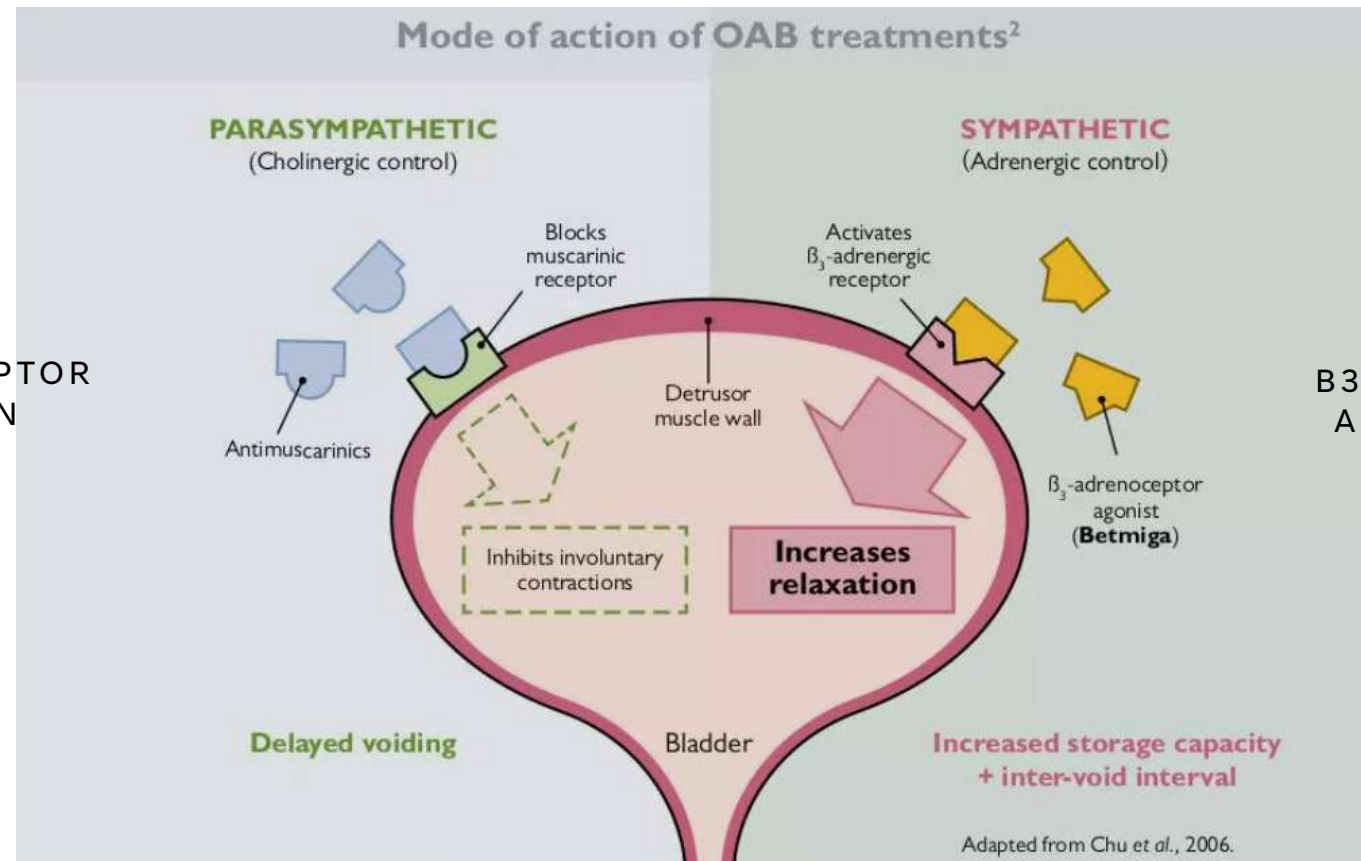 Mode of action of OAB treatments²
PARASYMPATHETIC
(Cholinergic control)
SYMPATHETIC
(Adrenergic control)
Blocks
muscarinic
receptor
Activates
ß₃-adrenergic
receptor
PTOR
N
B3
A
Antimuscarinics
Detrusor
muscle wall
ß₃-adrenoceptor
agonist
(Betmiga)
Inhibits involuntary
contractions
Increases
relaxation
Delayed voiding
Bladder
Increased storage capacity
+ inter-void interval
Adapted from Chu et al., 2006.